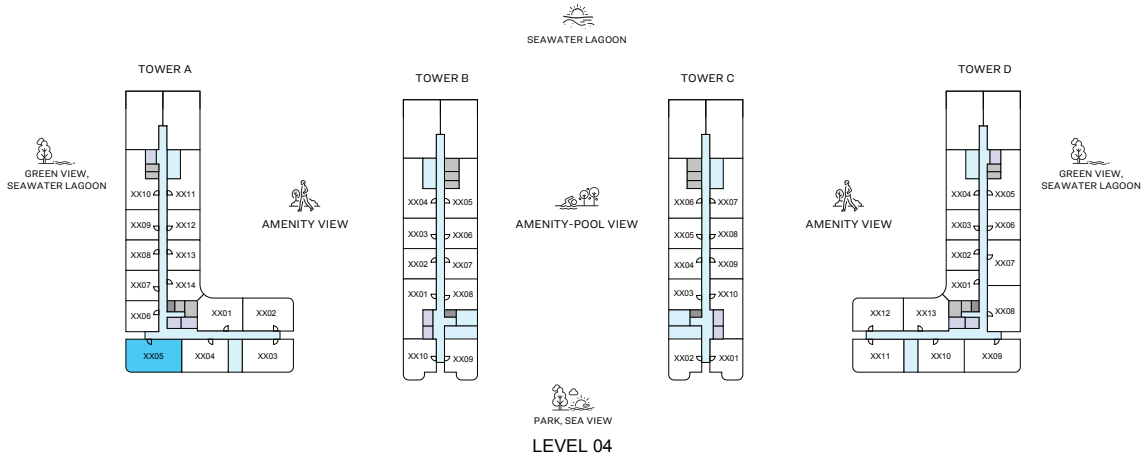 SEAWATER LAGOON
TOWER A
TOWER B
TOWER C
TOWER D
GREEN VIEW,
SEAWATER LAGOON
AMENITY VIEW
AMENITY-POOL VIEW
AMENITY VIEW
GREEN VIEW,
SEAWATER LAGOON
XX10 XX11
XX09 XX12
XX08 XX13
XX07 XX14
XX06 XX01 XX02
XX05 XX04 XX03
XX04 XX05
XX03 XX06
XX02 XX07
XX01 XX08
XX10 XX09
XX06 XX07
XX05 XX08
XX04 XX09
XX03 XX10
XX02 XX01
XX04 XX05
XX03 XX06
XX02 XX07
XX01
XX12 XX13 XX08
XX11 XX10 XX09
PARK, SEA VIEW
LEVEL 04